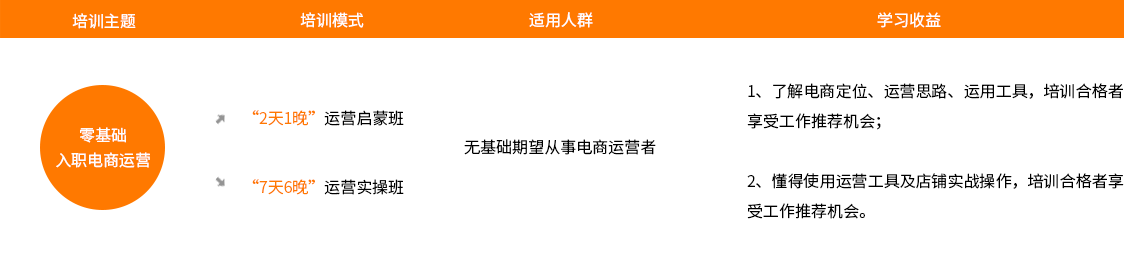 培训主题 培训模式 适用人群 学习收益
零基础
入职电商运营
“2天1晚”运营启蒙班
“7天6晚”运营实操班
无基础期望从事电商运营者
1、了解电商定位、运营思路、运用工具，培训合格者
享受工作推荐机会；
2、懂得使用运营工具及店铺实战操作，培训合格者享
受工作推荐机会。